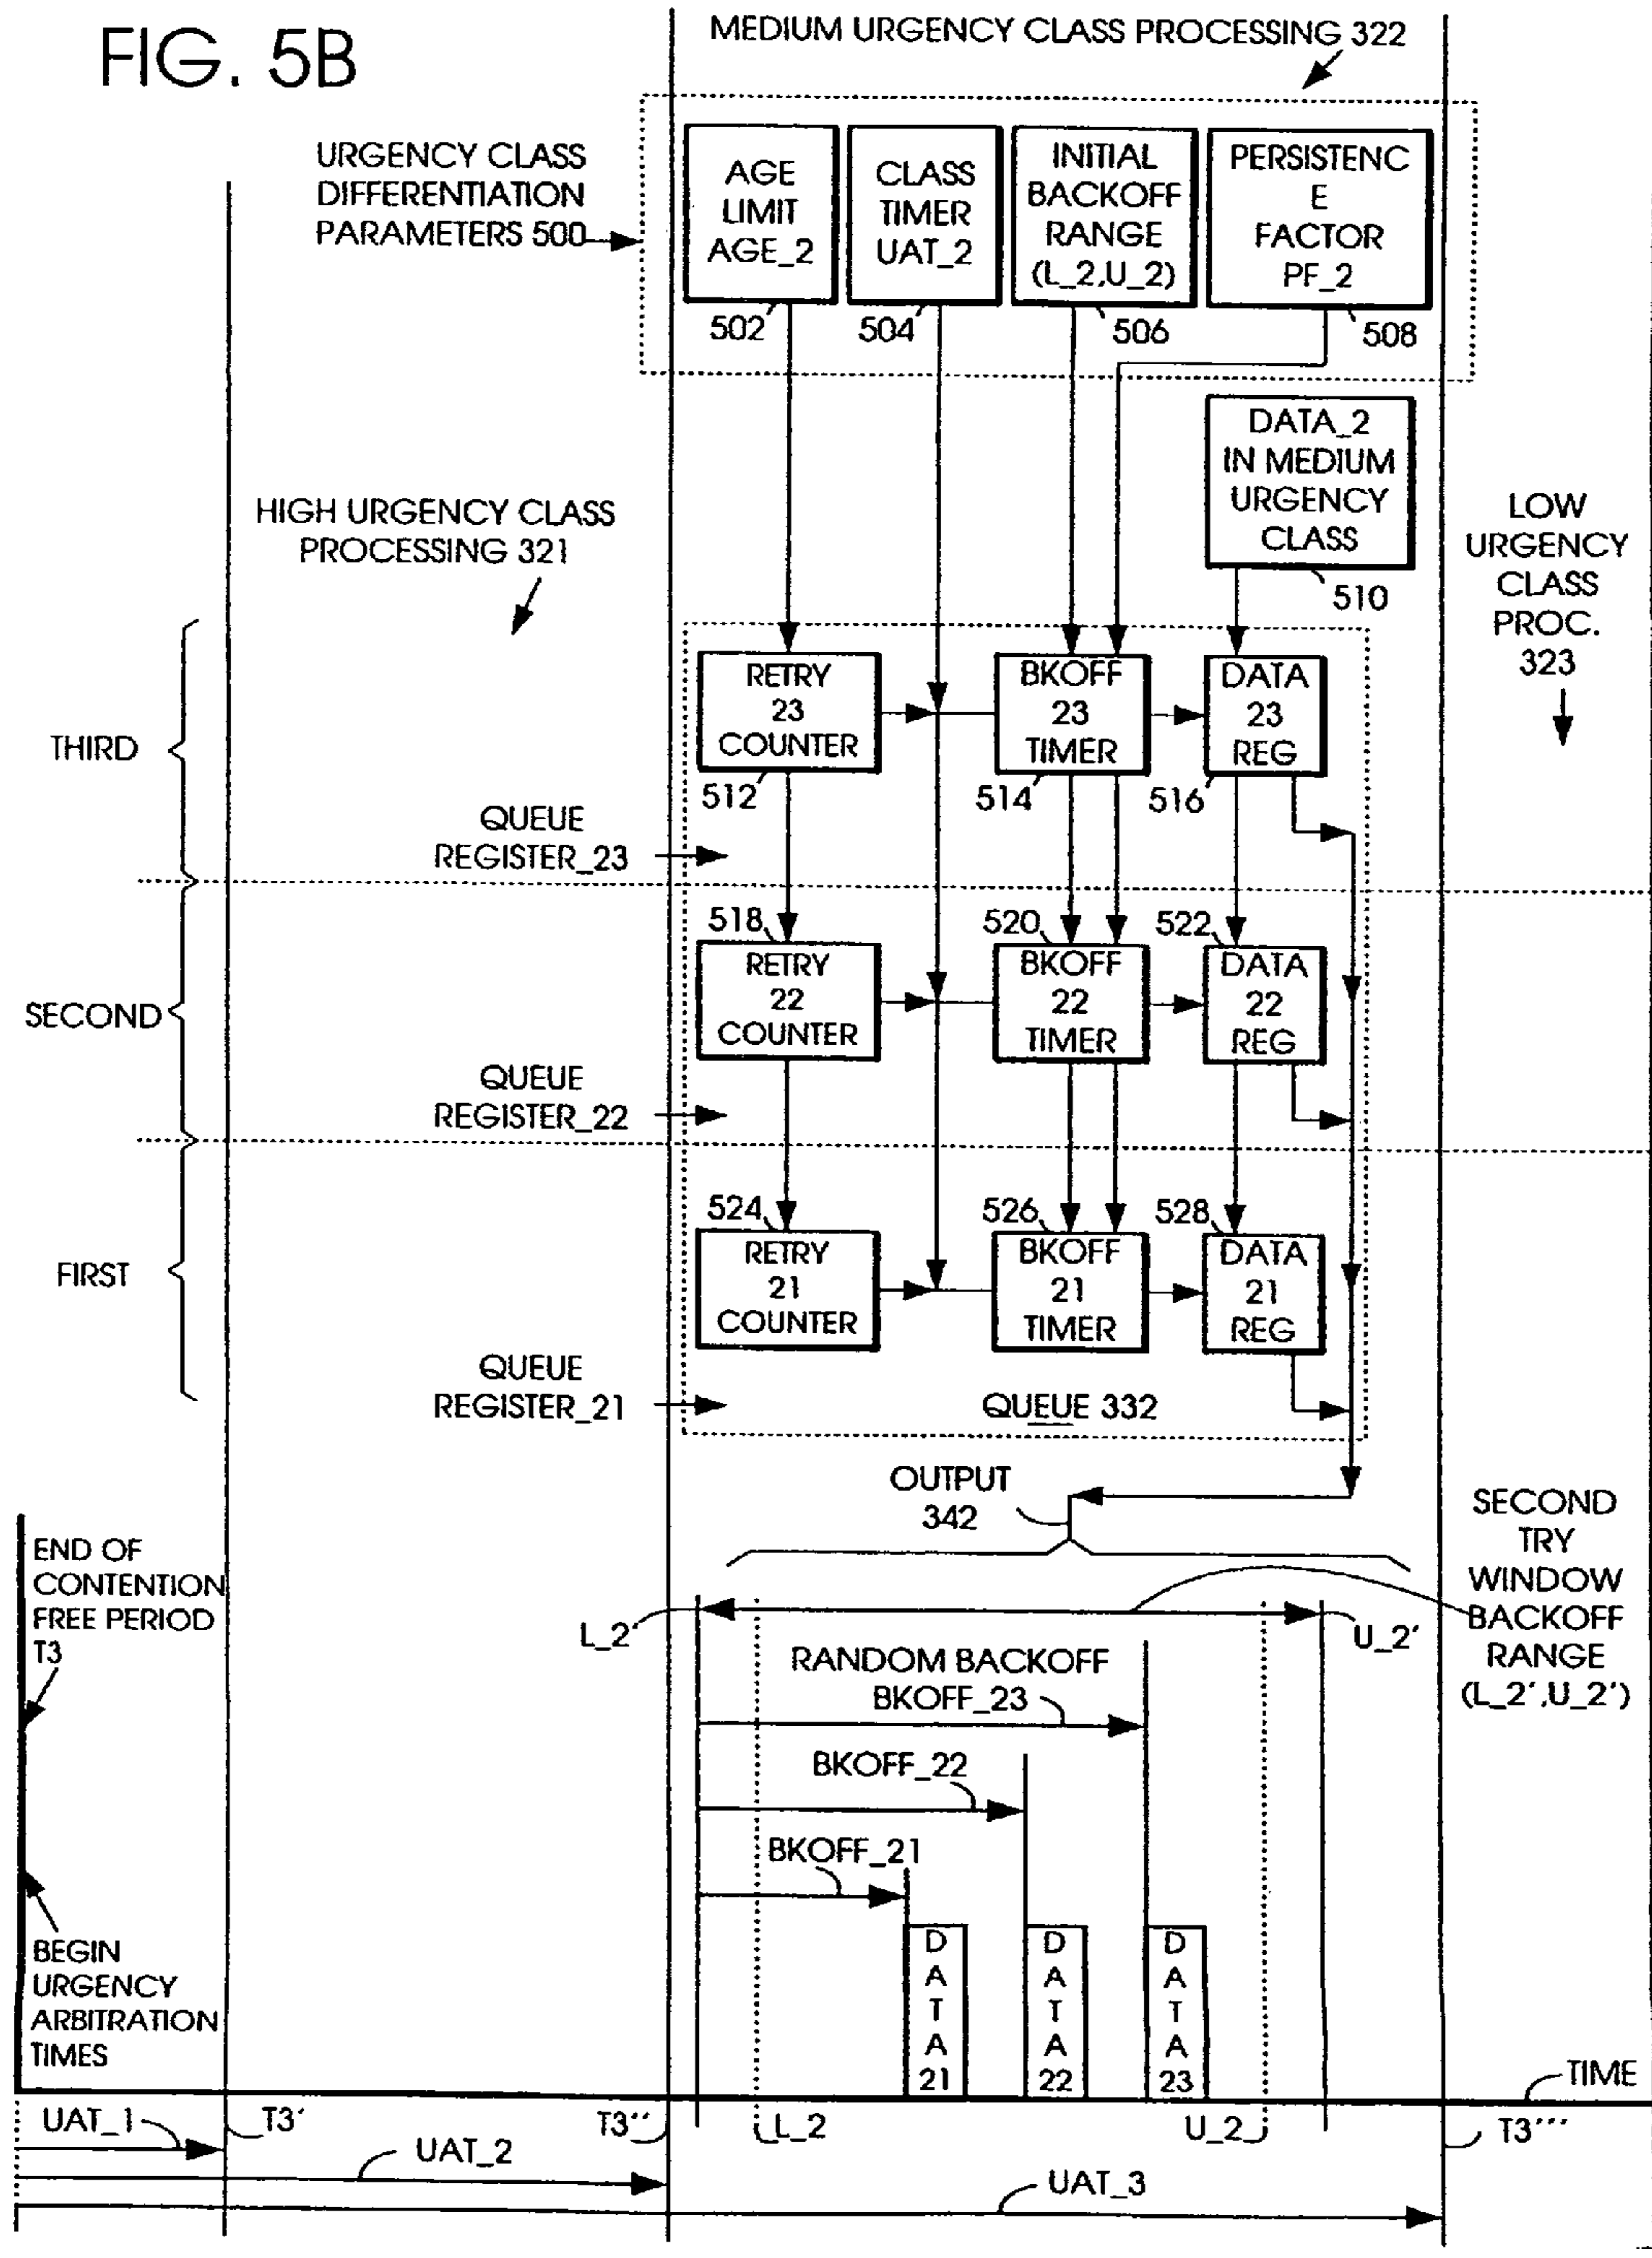 FIG. 5B
MEDIUM URGENCY CLASS PROCESSING 322
URGENCY CLASS
DIFFERENTIATION
PARAMETERS 500
AGE
LIMIT
AGE_2
502
CLASS
TIMER
UAT_2
504
INITIAL
BACKOFF
RANGE
(L_2,U_2)
506
PERSISTENC
E
FACTOR
PF_2
508
DATA_2
IN MEDIUM
URGENCY
CLASS
510
HIGH URGENCY CLASS
PROCESSING 321
LOW
URGENCY
CLASS
PROC.
323
THIRD
RETRY
23
COUNTER
512
BKOFF
23
TIMER
514
DATA
23
REG
516
QUEUE
REGISTER_23
SECOND
518
RETRY
22
COUNTER
520
BKOFF
22
TIMER
522
DATA
22
REG
QUEUE
REGISTER_22
FIRST
524
RETRY
21
COUNTER
526
BKOFF
21
TIMER
528
DATA
21
REG
QUEUE
REGISTER_21
QUEUE 332
OUTPUT
342
SECOND
TRY
WINDOW
BACKOFF
RANGE
(L_2',U_2')
END OF
CONTENTION
FREE PERIOD
T3
L_2'
U_2'
RANDOM BACKOFF
BKOFF_23
BKOFF_22
BKOFF_21
BEGIN
URGENCY
ARBITRATION
TIMES
DATA
21
DATA
22
DATA
23
TIME
UAT_1
T3'
T3''
L_2
U_2
T3'''
UAT_2
UAT_3